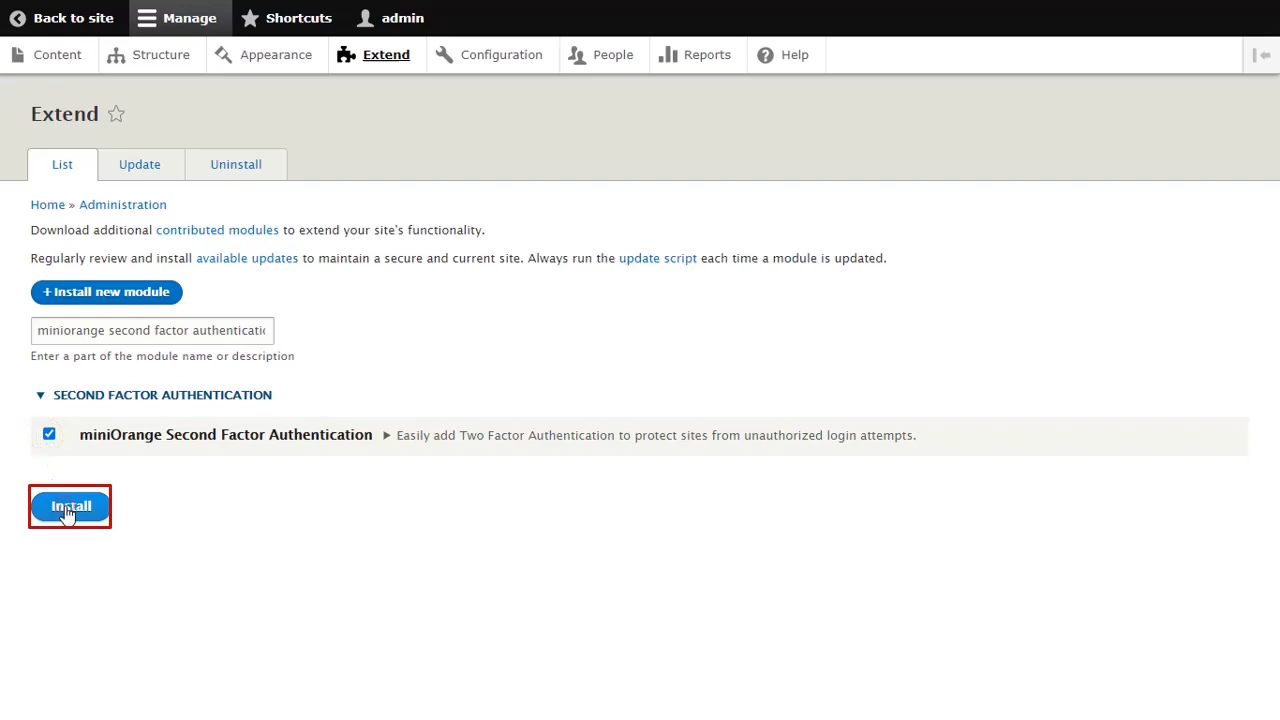 Back to site Manage Shortcuts admin
Content Structure Appearance Extend Configuration People Reports Help
Extend
List Update Uninstall
Home » Administration
Download additional contributed modules to extend your site's functionality.
Regularly review and install available updates to maintain a secure and current site. Always run the update script each time a module is updated.
+ Install new module
miniorange second factor authenticatio
Enter a part of the module name or description
▼ SECOND FACTOR AUTHENTICATION
miniOrange Second Factor Authentication ► Easily add Two Factor Authentication to protect sites from unauthorized login attempts.
Install